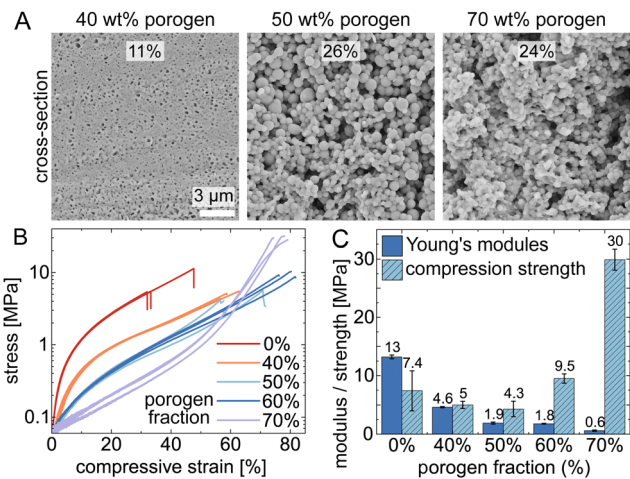 A
40 wt% porogen
50 wt% porogen
70 wt% porogen
cross-section
11%
26%
24%
3 µm
B
stress [MPa]
10
1
0.1
0%
40%
50%
60%
70%
porogen
fraction
0
20
40
60
80
compressive strain [%]
C
modulus / strength [MPa]
30
20
10
0
Young's modules
compression strength
13
7.4
4.6
5
1.9
4.3
1.8
9.5
0.6
30
0%
40%
50%
60%
70%
porogen fraction (%)